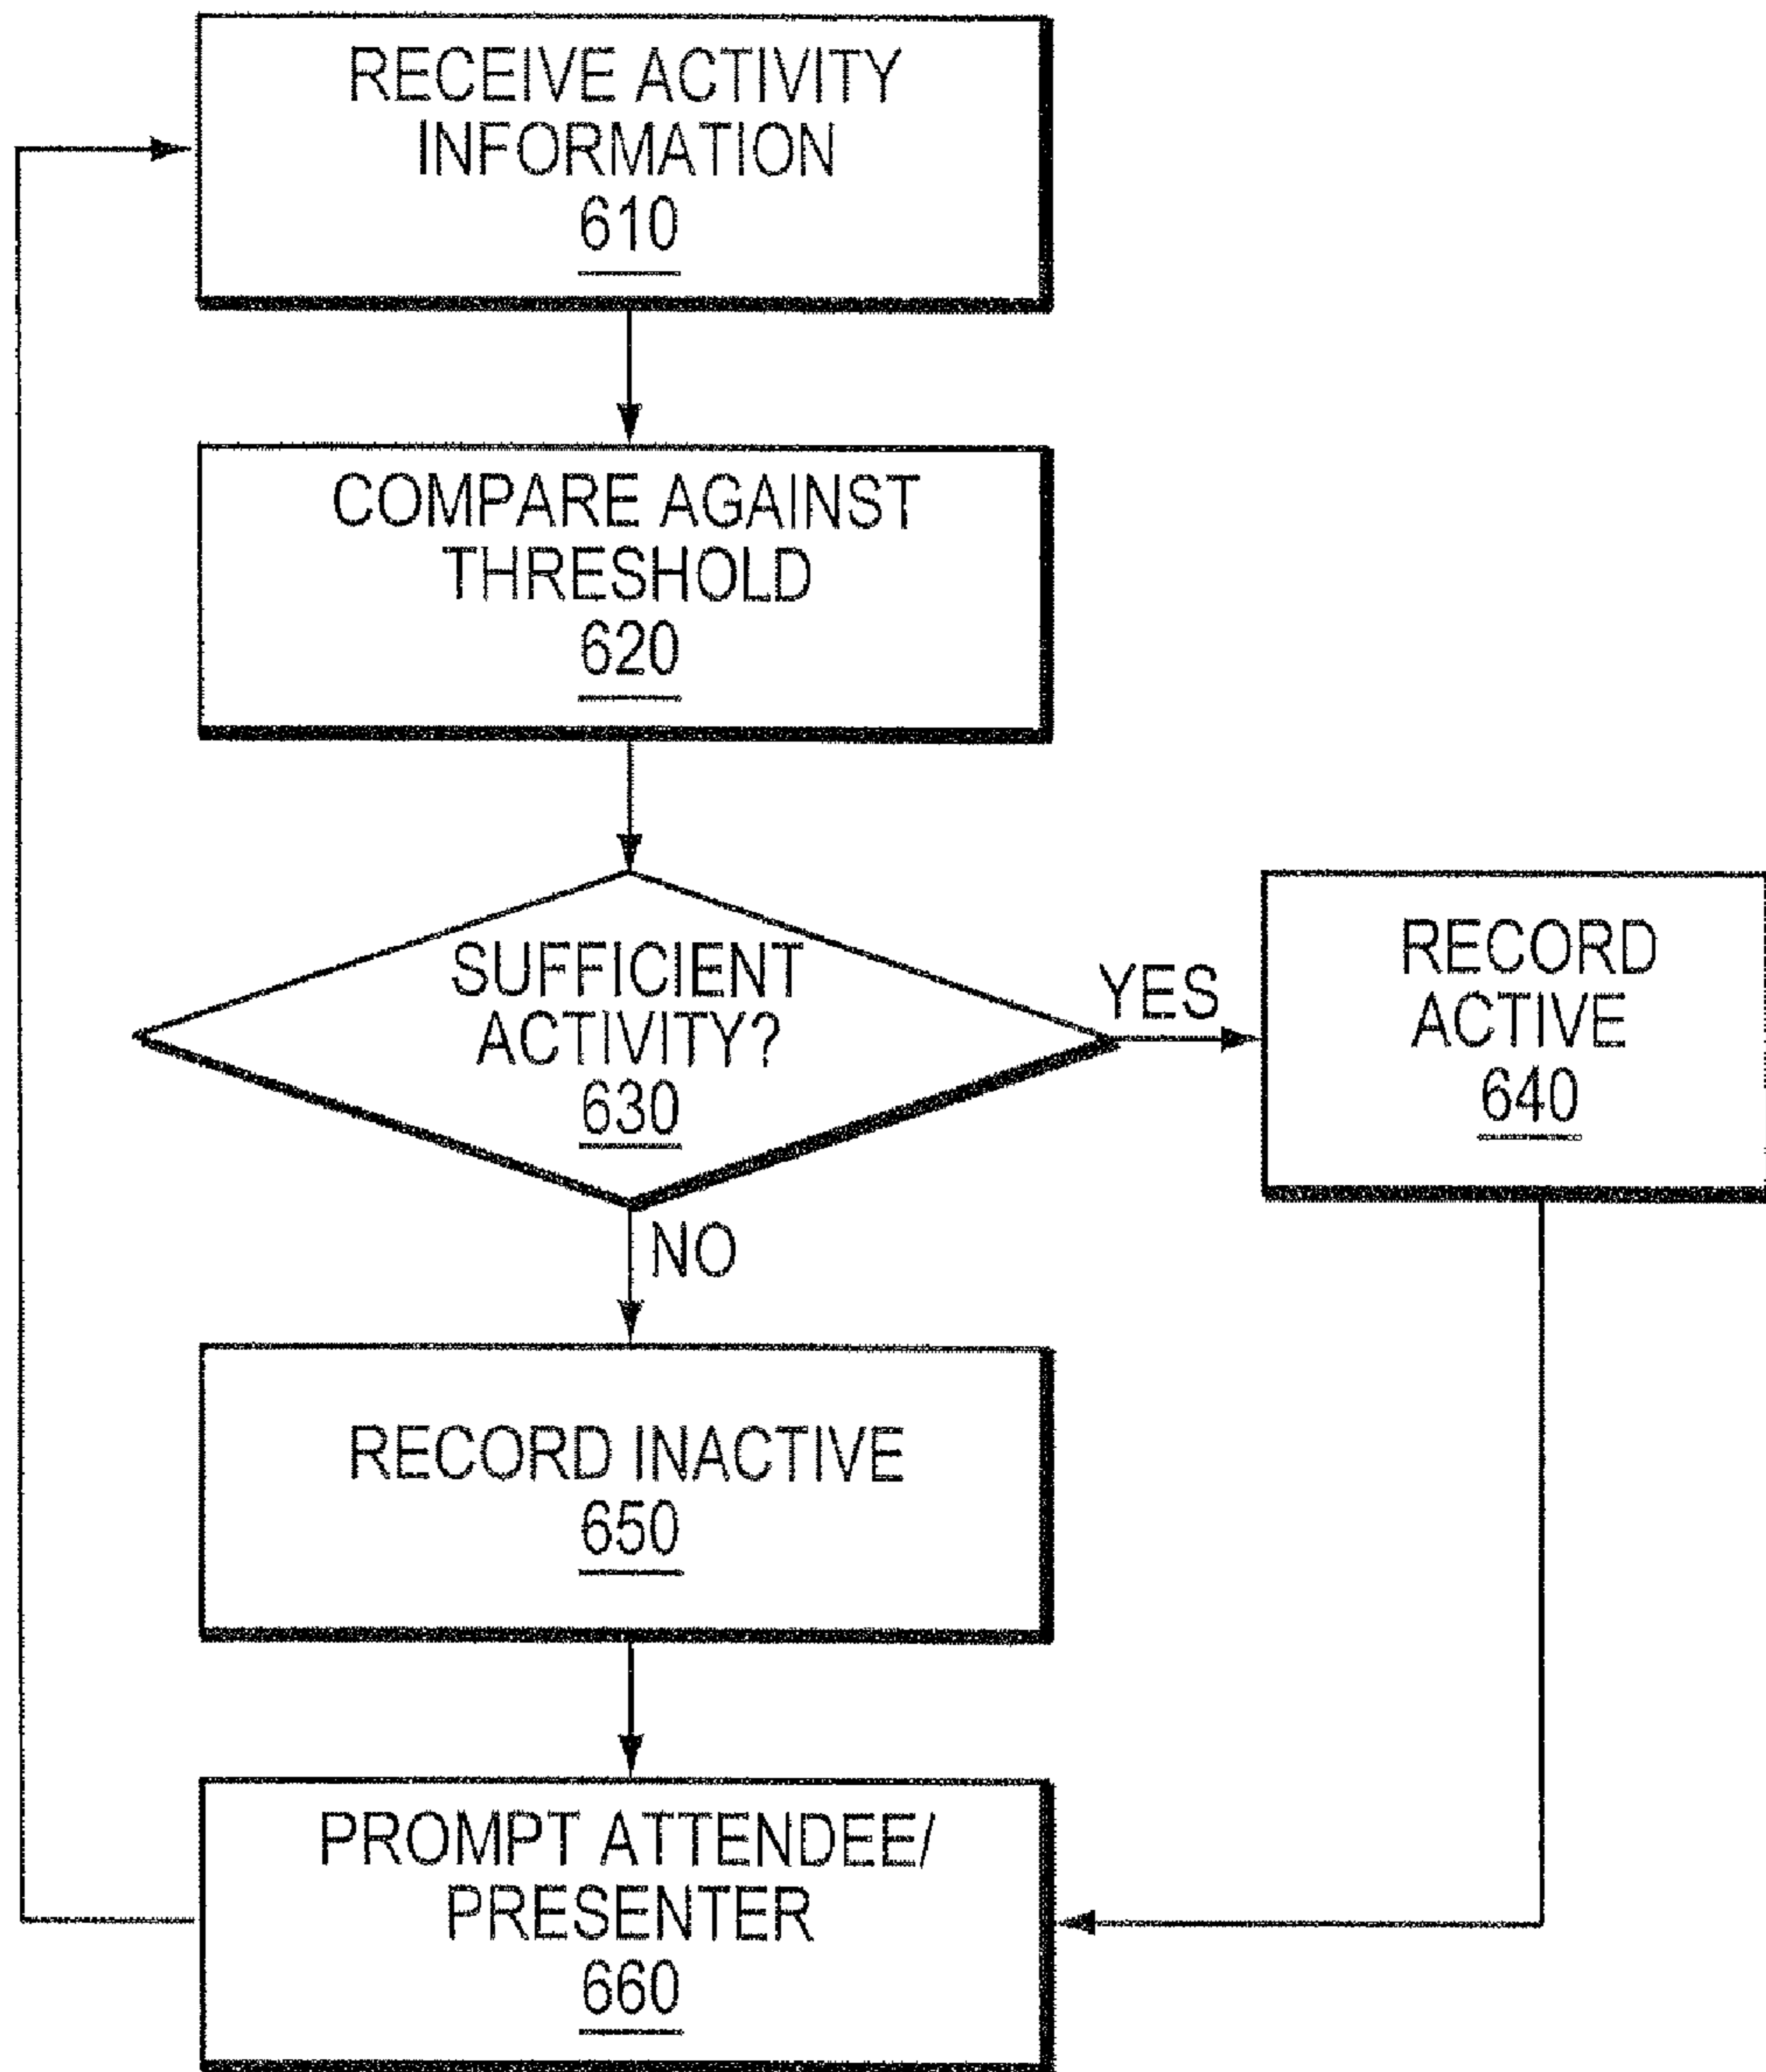 RECEIVE ACTIVITY
INFORMATION
610
COMPARE AGAINST
THRESHOLD
620
SUFFICIENT
ACTIVITY?
630
YES
RECORD
ACTIVE
640
NO
RECORD INACTIVE
650
PROMPT ATTENDEE/
PRESENTER
660